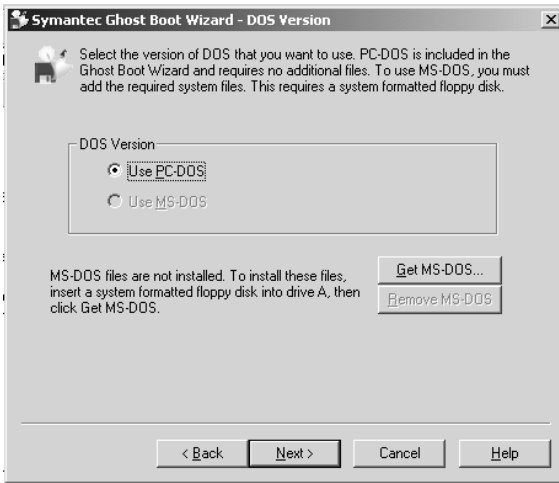 Symantec Ghost Boot Wizard - DOS Version
Select the version of DOS that you want to use. PC-DOS is included in the
Ghost Boot Wizard and requires no additional files. To use MS-DOS, you must
add the required system files. This requires a system formatted floppy disk.
DOS Version
Use PC-DOS
Use MS-DOS
MS-DOS files are not installed. To install these files,
insert a system formatted floppy disk into drive A, then
click Get MS-DOS.
Get MS-DOS...
Remove MS-DOS
< Back
Next >
Cancel
Help